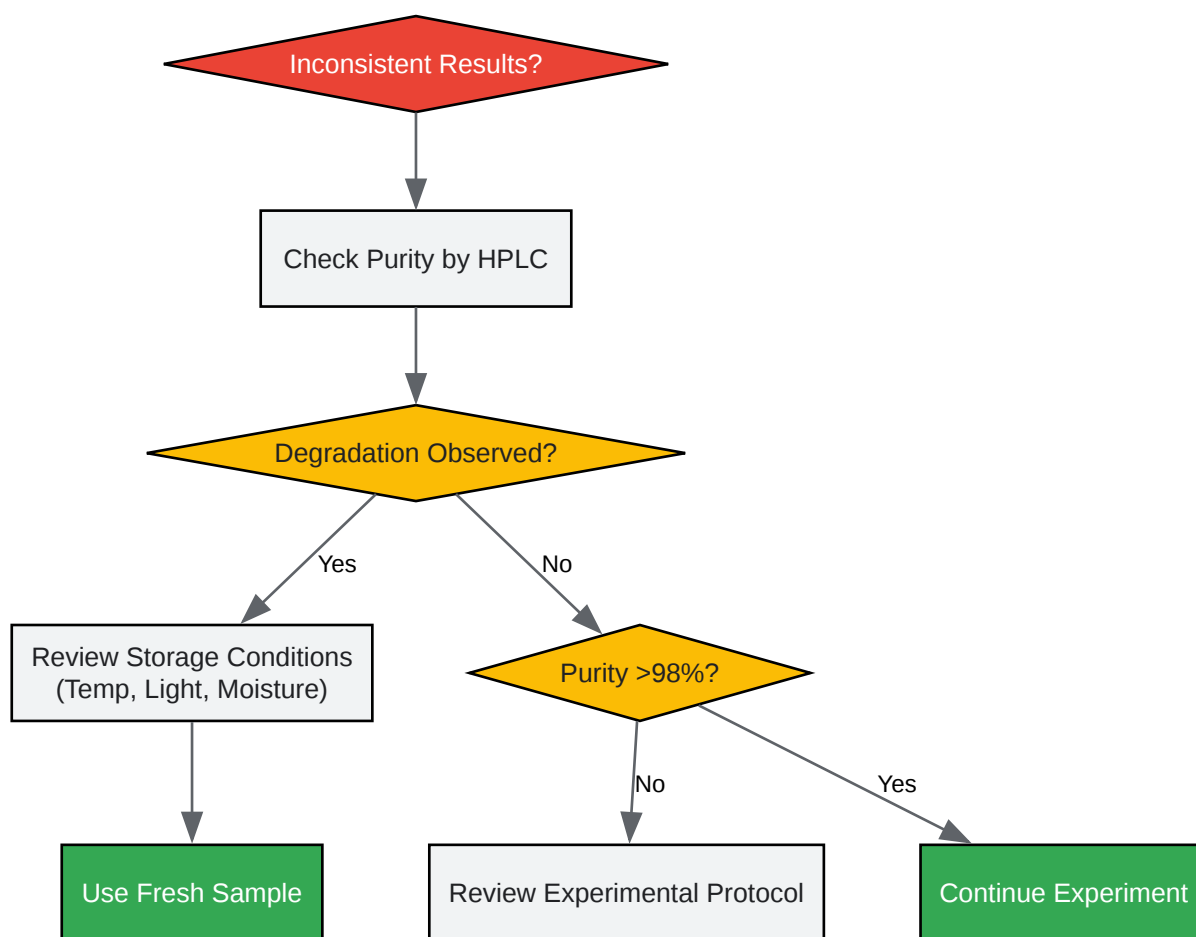 Inconsistent Results?
Check Purity by HPLC
Degradation Observed?
Yes
No
Review Storage Conditions
(Temp, Light, Moisture)
Purity >98%?
No
Yes
Use Fresh Sample
Review Experimental Protocol
Continue Experiment